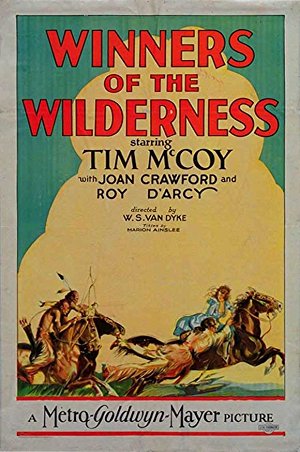 WINNERS
OF THE
WILDERNESS
starring
TIM McCOY
with JOAN CRAWFORD and
ROY D'ARCY
directed by
W.S. VAN DYKE
Titles by
MARION AINSLEE
A Metro-Goldwyn-Mayer PICTURE